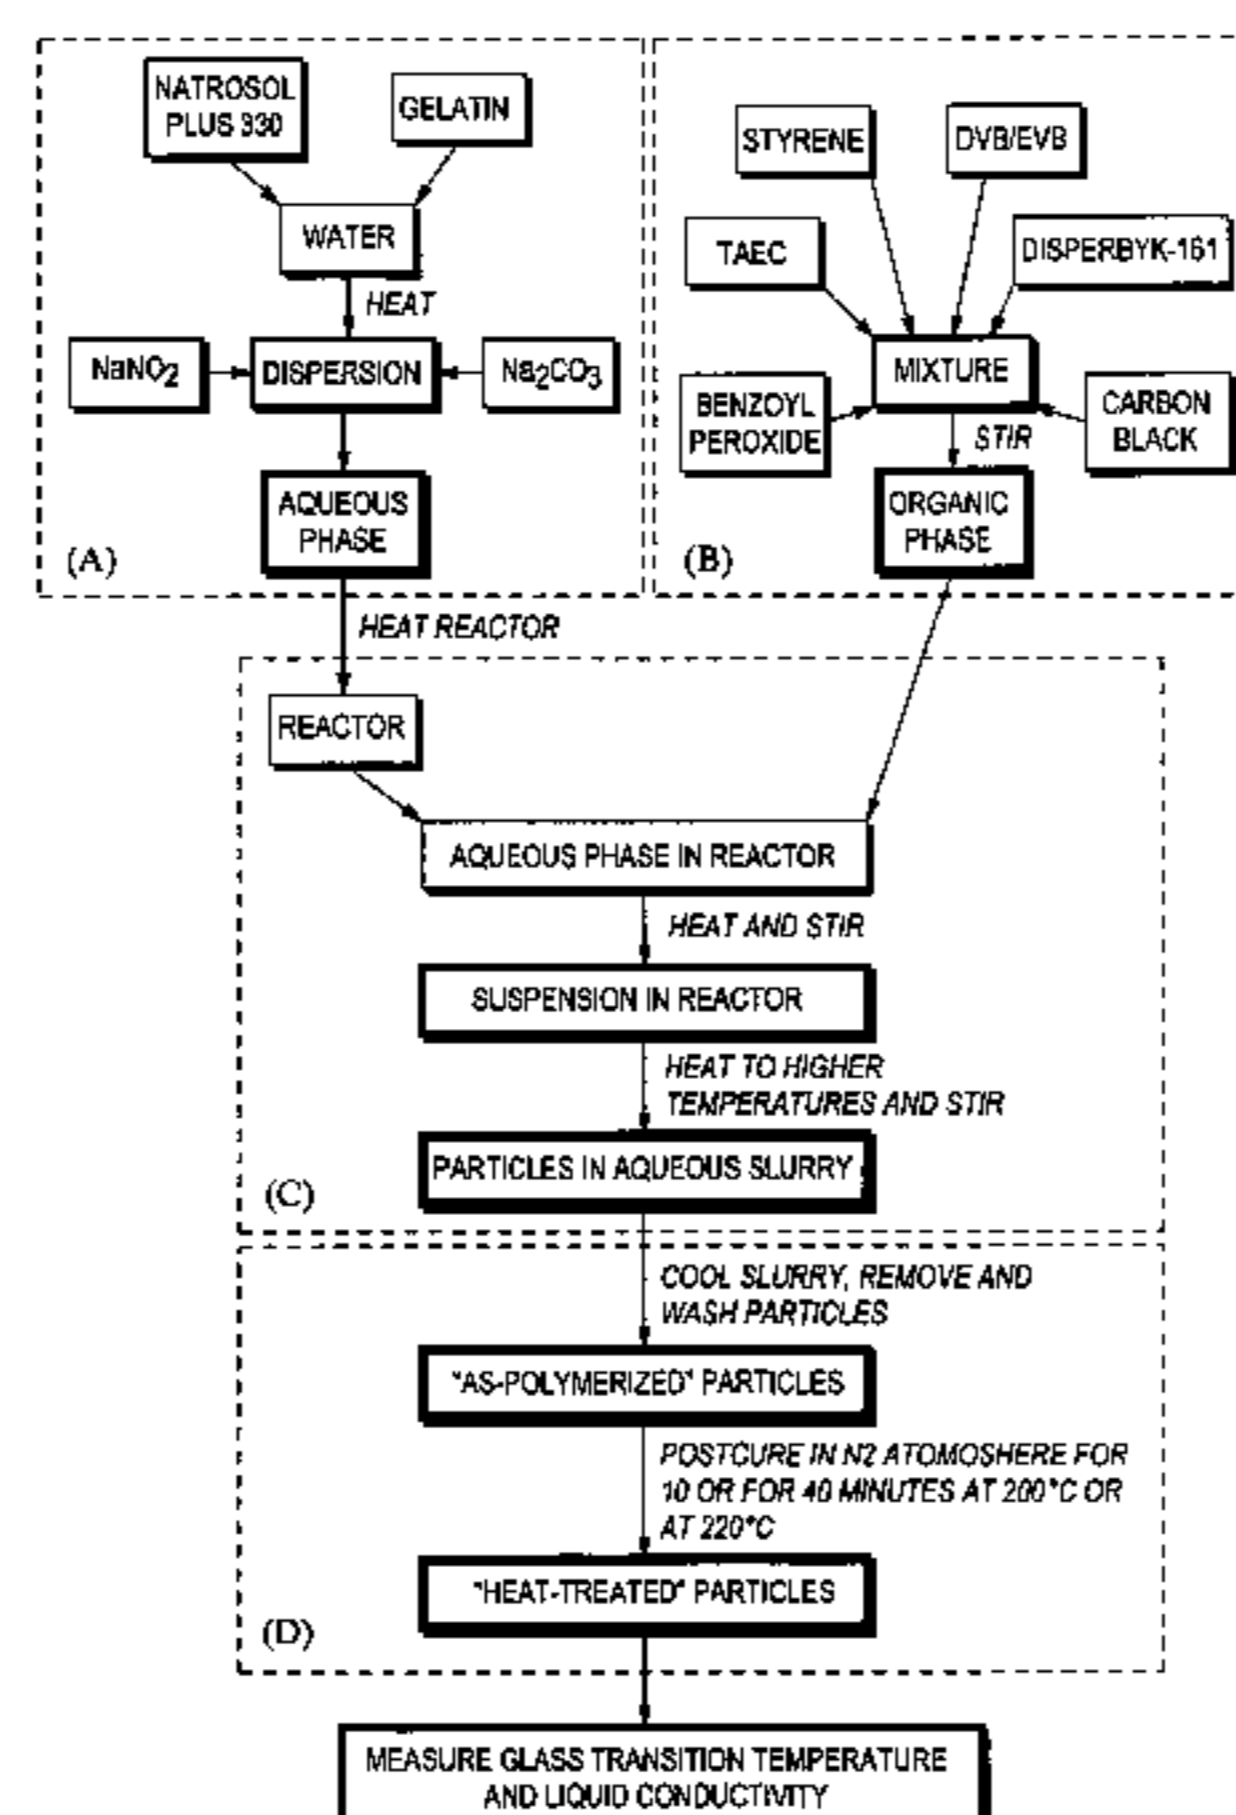 NATROSOL
PLUS 330
GELATIN
WATER
HEAT
NaNO2
DISPERSION
Na2CO3
AQUEOUS
PHASE
(A)
STYRENE
DVB/EVB
TAEC
DISPERBYK-161
MIXTURE
BENZOYL
PEROXIDE
CARBON
BLACK
STIR
ORGANIC
PHASE
(B)
HEAT REACTOR
REACTOR
AQUEOUS PHASE IN REACTOR
HEAT AND STIR
SUSPENSION IN REACTOR
HEAT TO HIGHER
TEMPERATURES AND STIR
PARTICLES IN AQUEOUS SLURRY
(C)
COOL SLURRY, REMOVE AND
WASH PARTICLES
"AS-POLYMERIZED" PARTICLES
POSTCURE IN N2 ATOMOSHERE FOR
10 OR FOR 40 MINUTES AT 200°C OR
AT 220°C
"HEAT-TREATED" PARTICLES
(D)
MEASURE GLASS TRANSITION TEMPERATURE
AND LIQUID CONDUCTIVITY